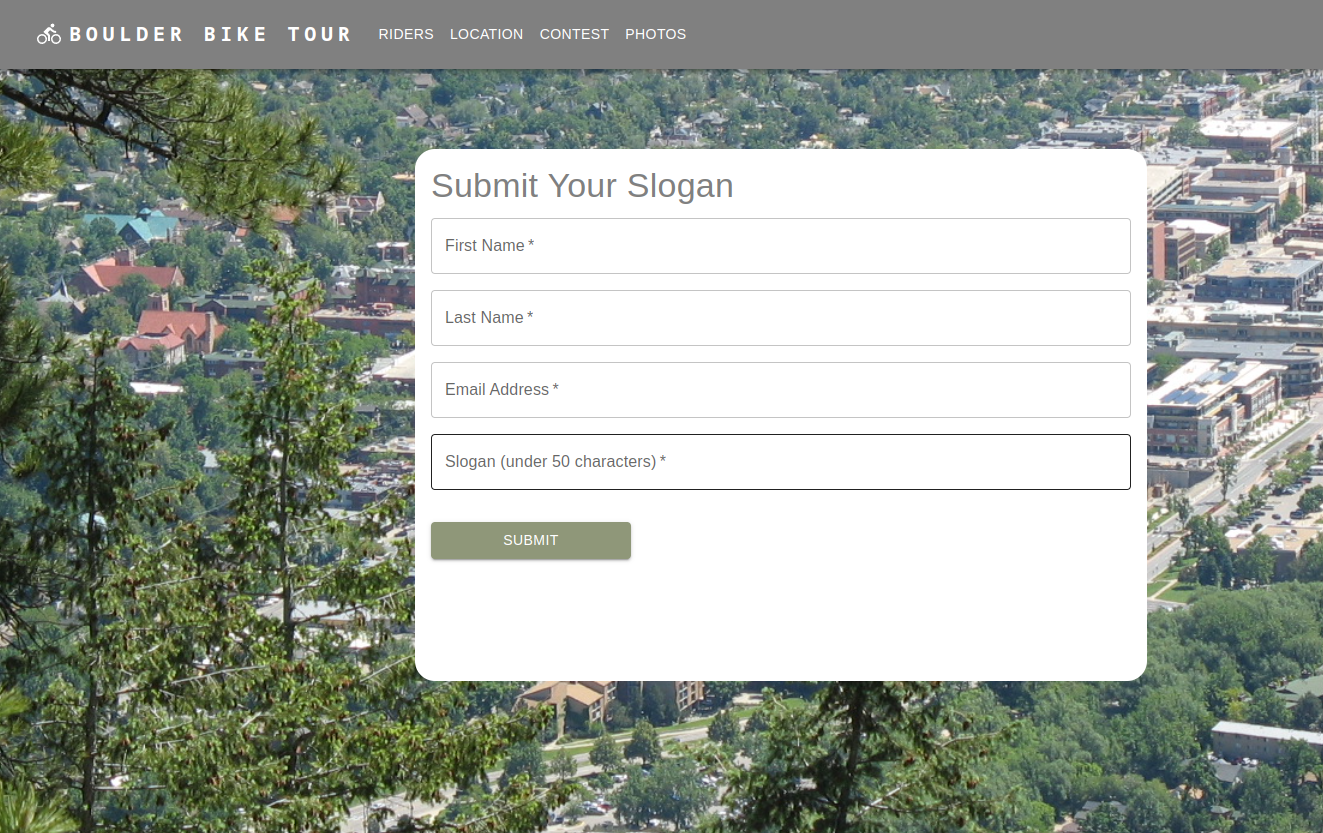 BOULDER BIKE TOUR RIDERS LOCATION CONTEST PHOTOS
Submit Your Slogan
First Name *
Last Name *
Email Address *
Slogan (under 50 characters) *
SUBMIT